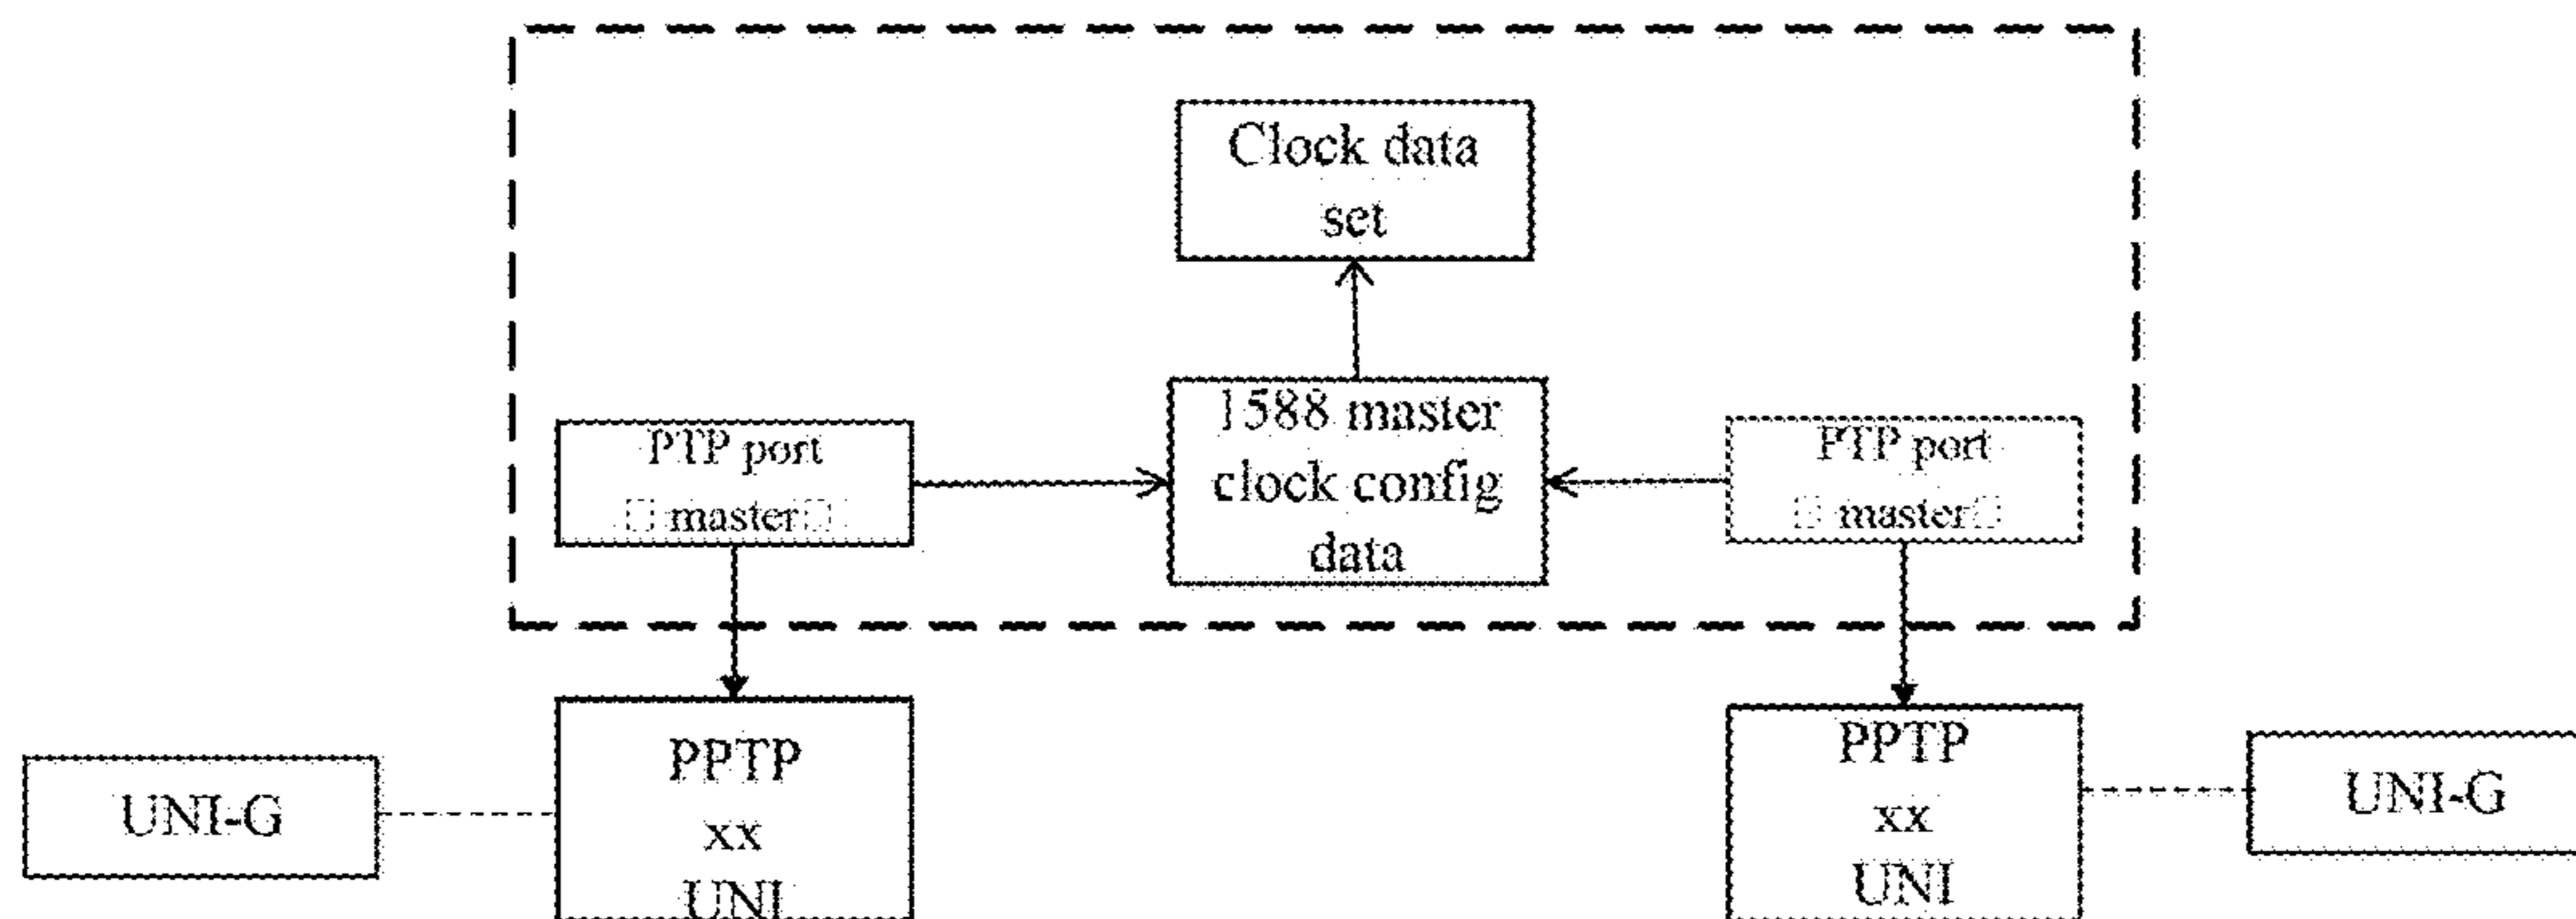 Clock data
set
1588 master
clock config
data
PTP port
master
PTP port
master
UNI-G
PPTP
xx
UNI
PPTP
xx
UNI
UNI-G